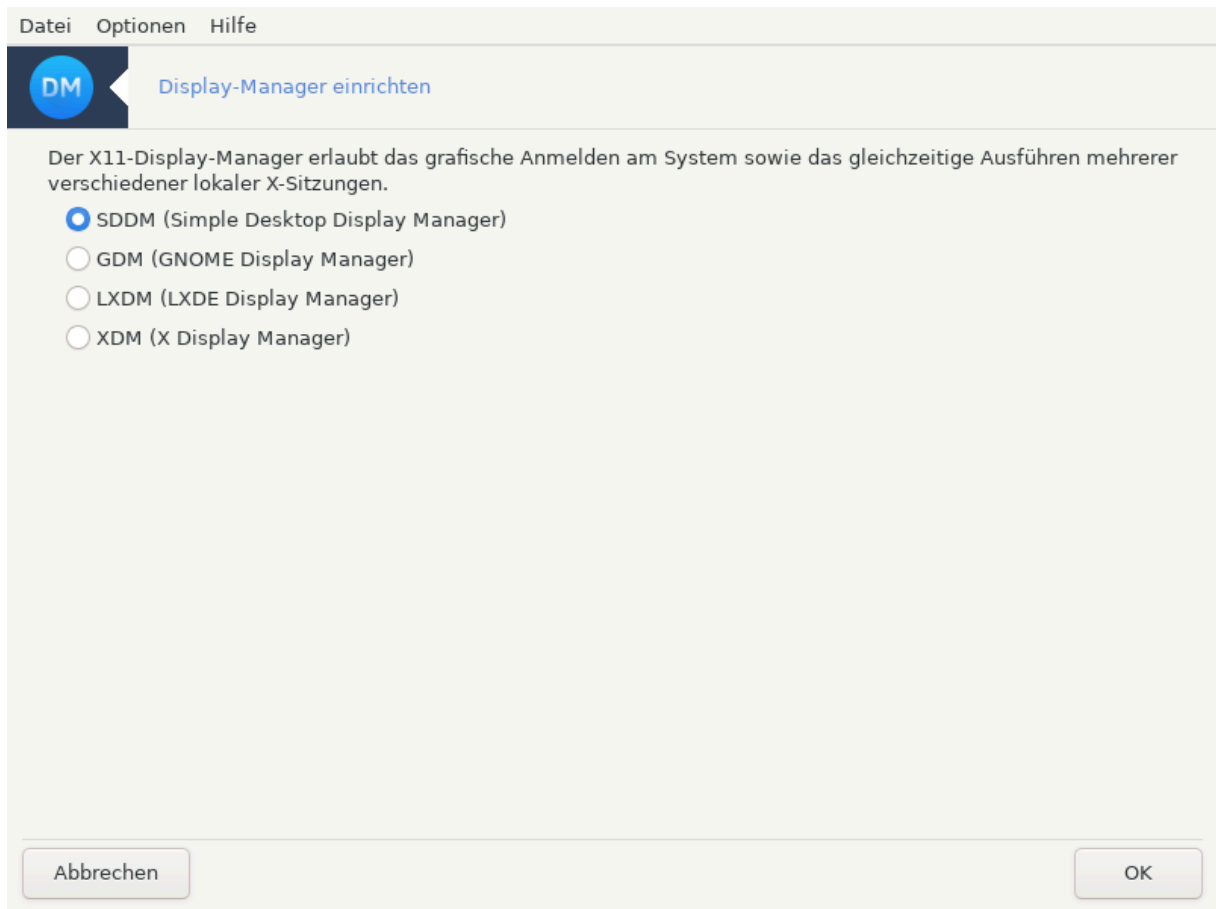 Datei Optionen Hilfe
DM Display-Manager einrichten
Der X11-Display-Manager erlaubt das grafische Anmelden am System sowie das gleichzeitige Ausführen mehrerer
verschiedener lokaler X-Sitzungen.
SDDM (Simple Desktop Display Manager)
GDM (GNOME Display Manager)
LXDM (LXDE Display Manager)
XDM (X Display Manager)
Abbrechen OK